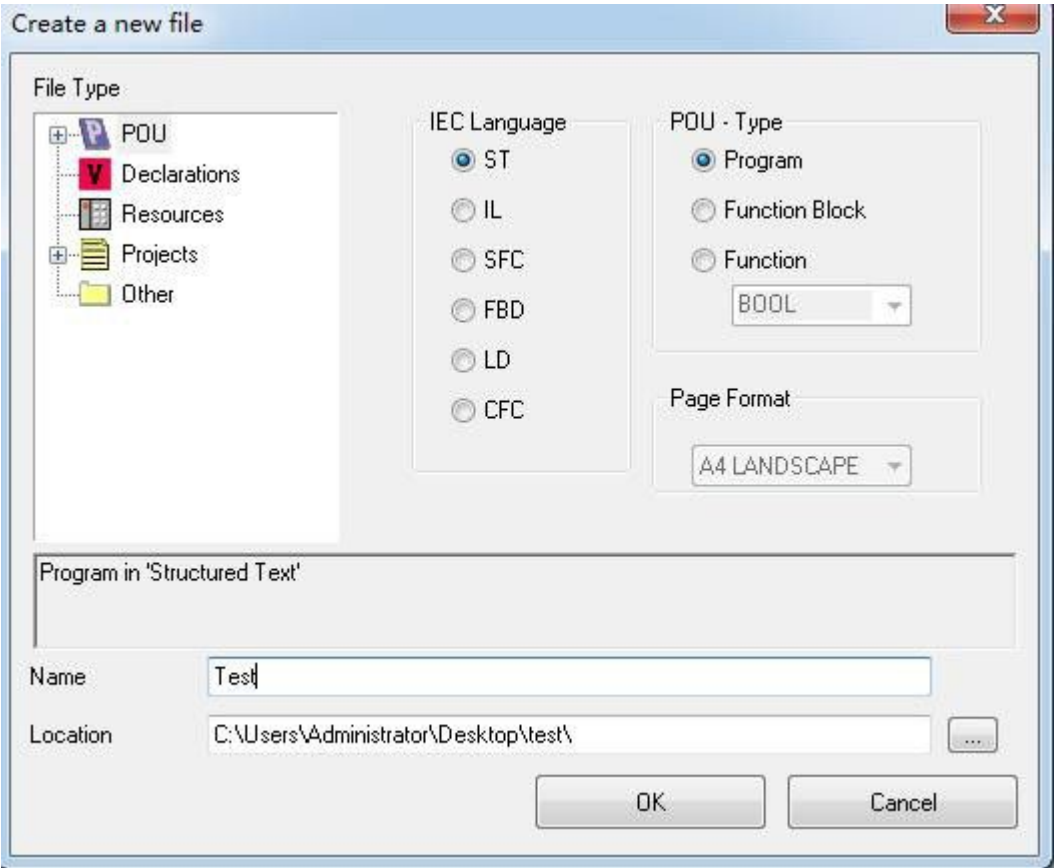 Create a new file
File Type
POU
Declarations
Resources
Projects
Other
IEC Language
ST
IL
SFC
FBD
LD
CFC
POU - Type
Program
Function Block
Function
BOOL
Page Format
A4 LANDSCAPE
Program in 'Structured Text'
Name Test
Location C:\Users\Administrator\Desktop\test\ ...
OK Cancel